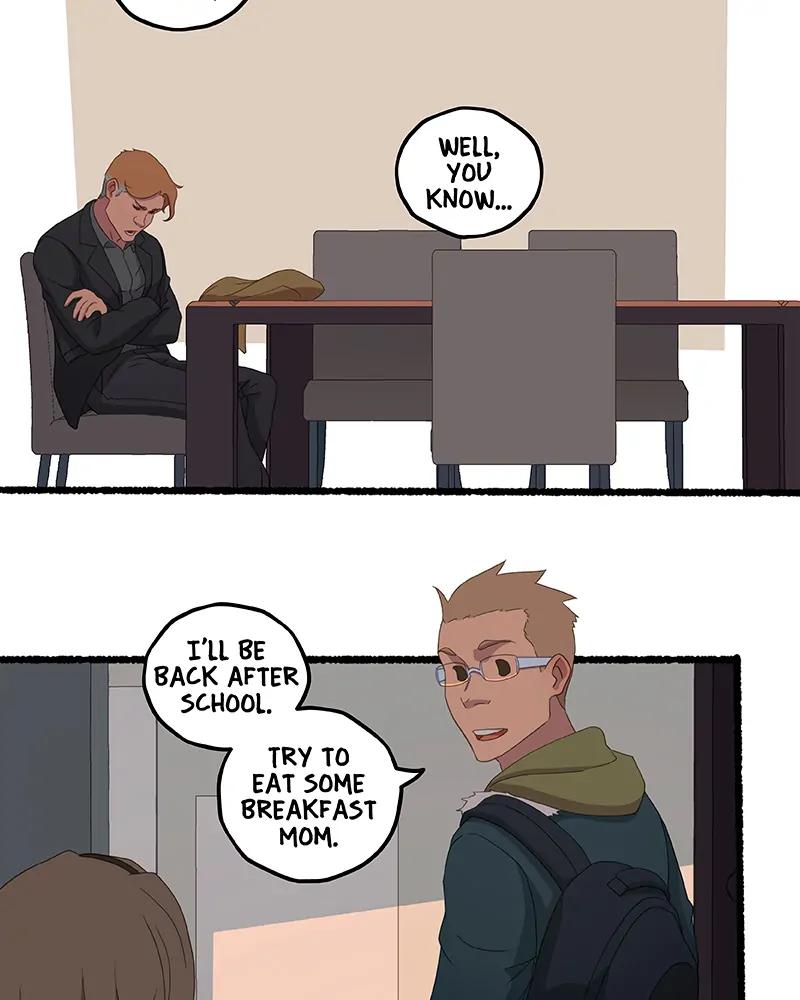 WELL,
YOU
KNOW...
I'LL BE
BACK AFTER
SCHOOL.
TRY TO
EAT SOME
BREAKFAST
MOM.